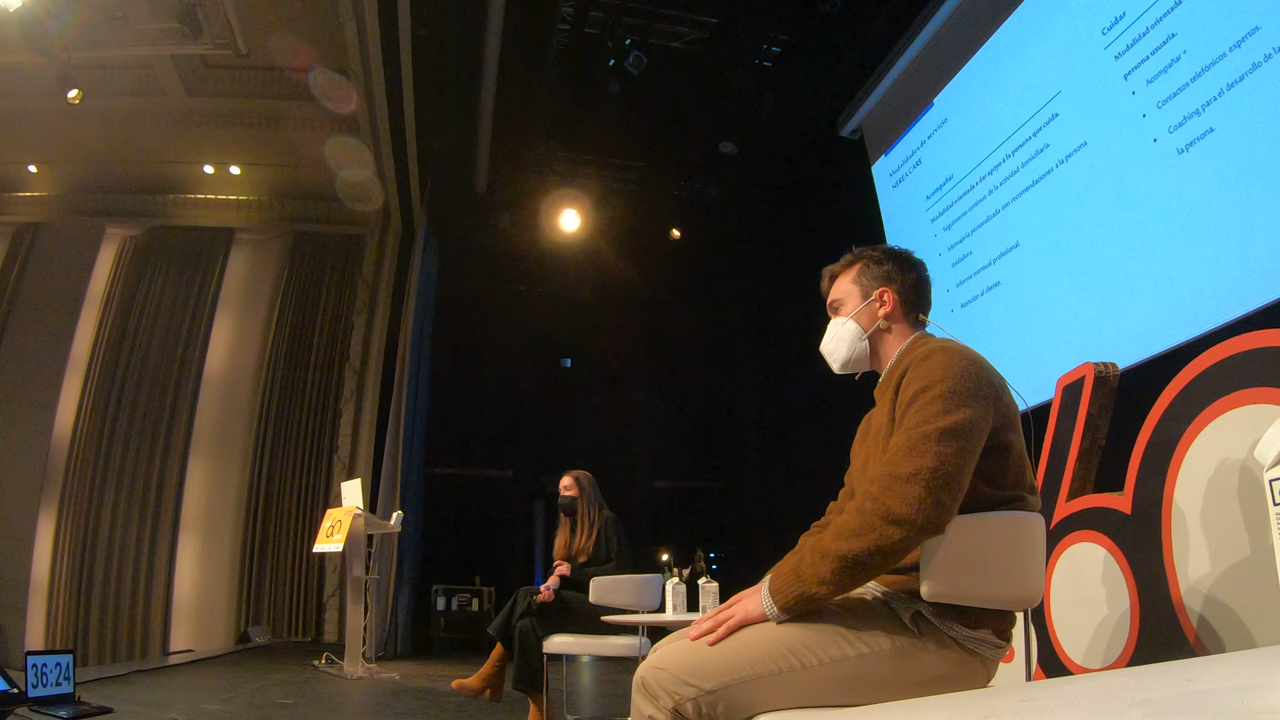 Modalidades de servicio
NEREA CARE
Acompañar
Modalidad orientada a dar apoyo a la persona que cuida.
• Seguimiento continuo de la actividad domiciliaria.
• Mensajería personalizada con recomendaciones a la persona
cuidadora.
• Informe mensual profesional.
• Atención al cliente.
Cuidar
Modalidad orientada
persona usuaria.
• Acompañar +
• Contactos telefónicos expertos.
• Coaching para el desarrollo de la
la persona.
36:24